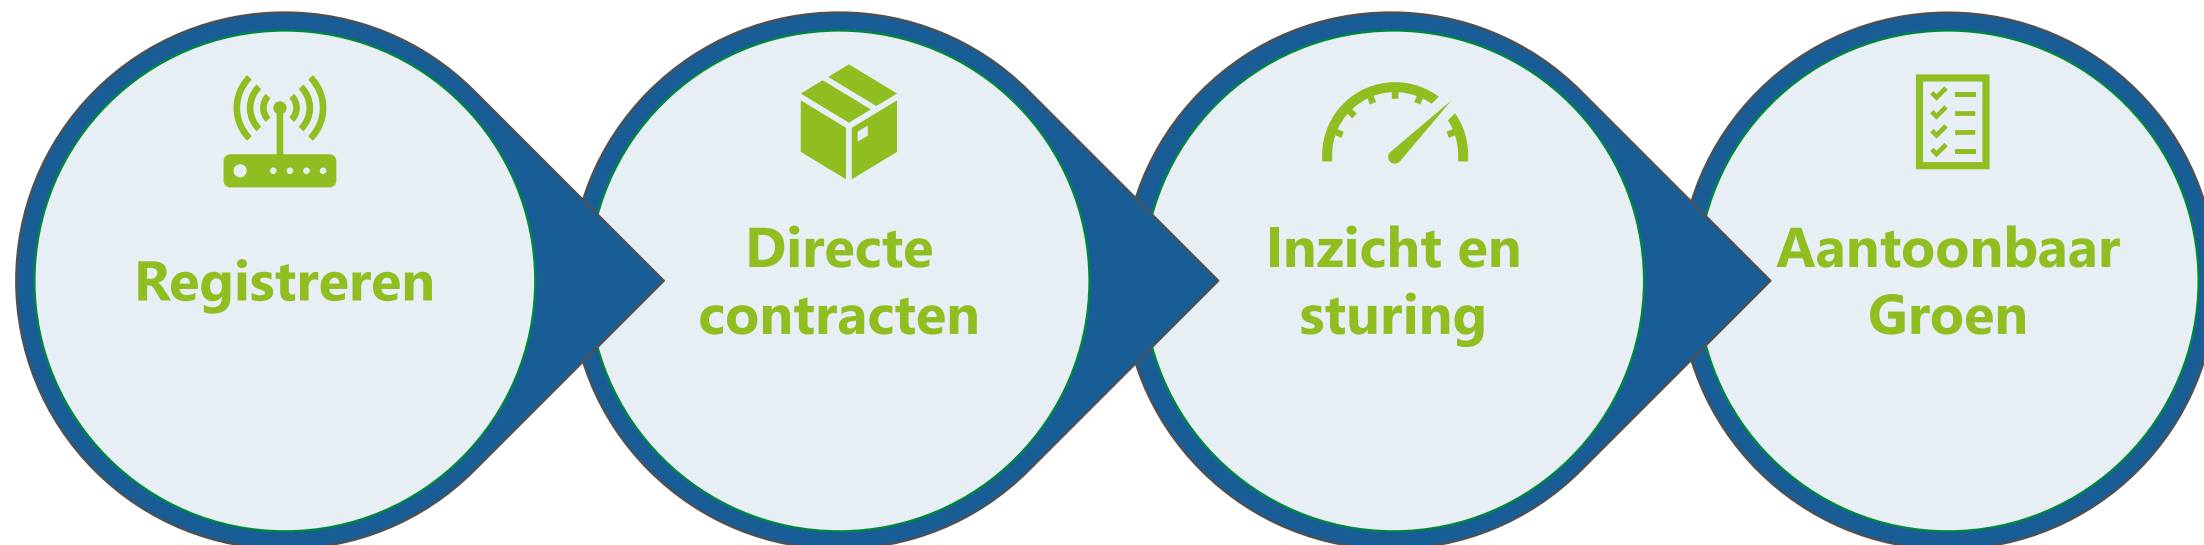 Registreren
Directe
contracten
Inzicht en
sturing
Aantoonbaar
Groen